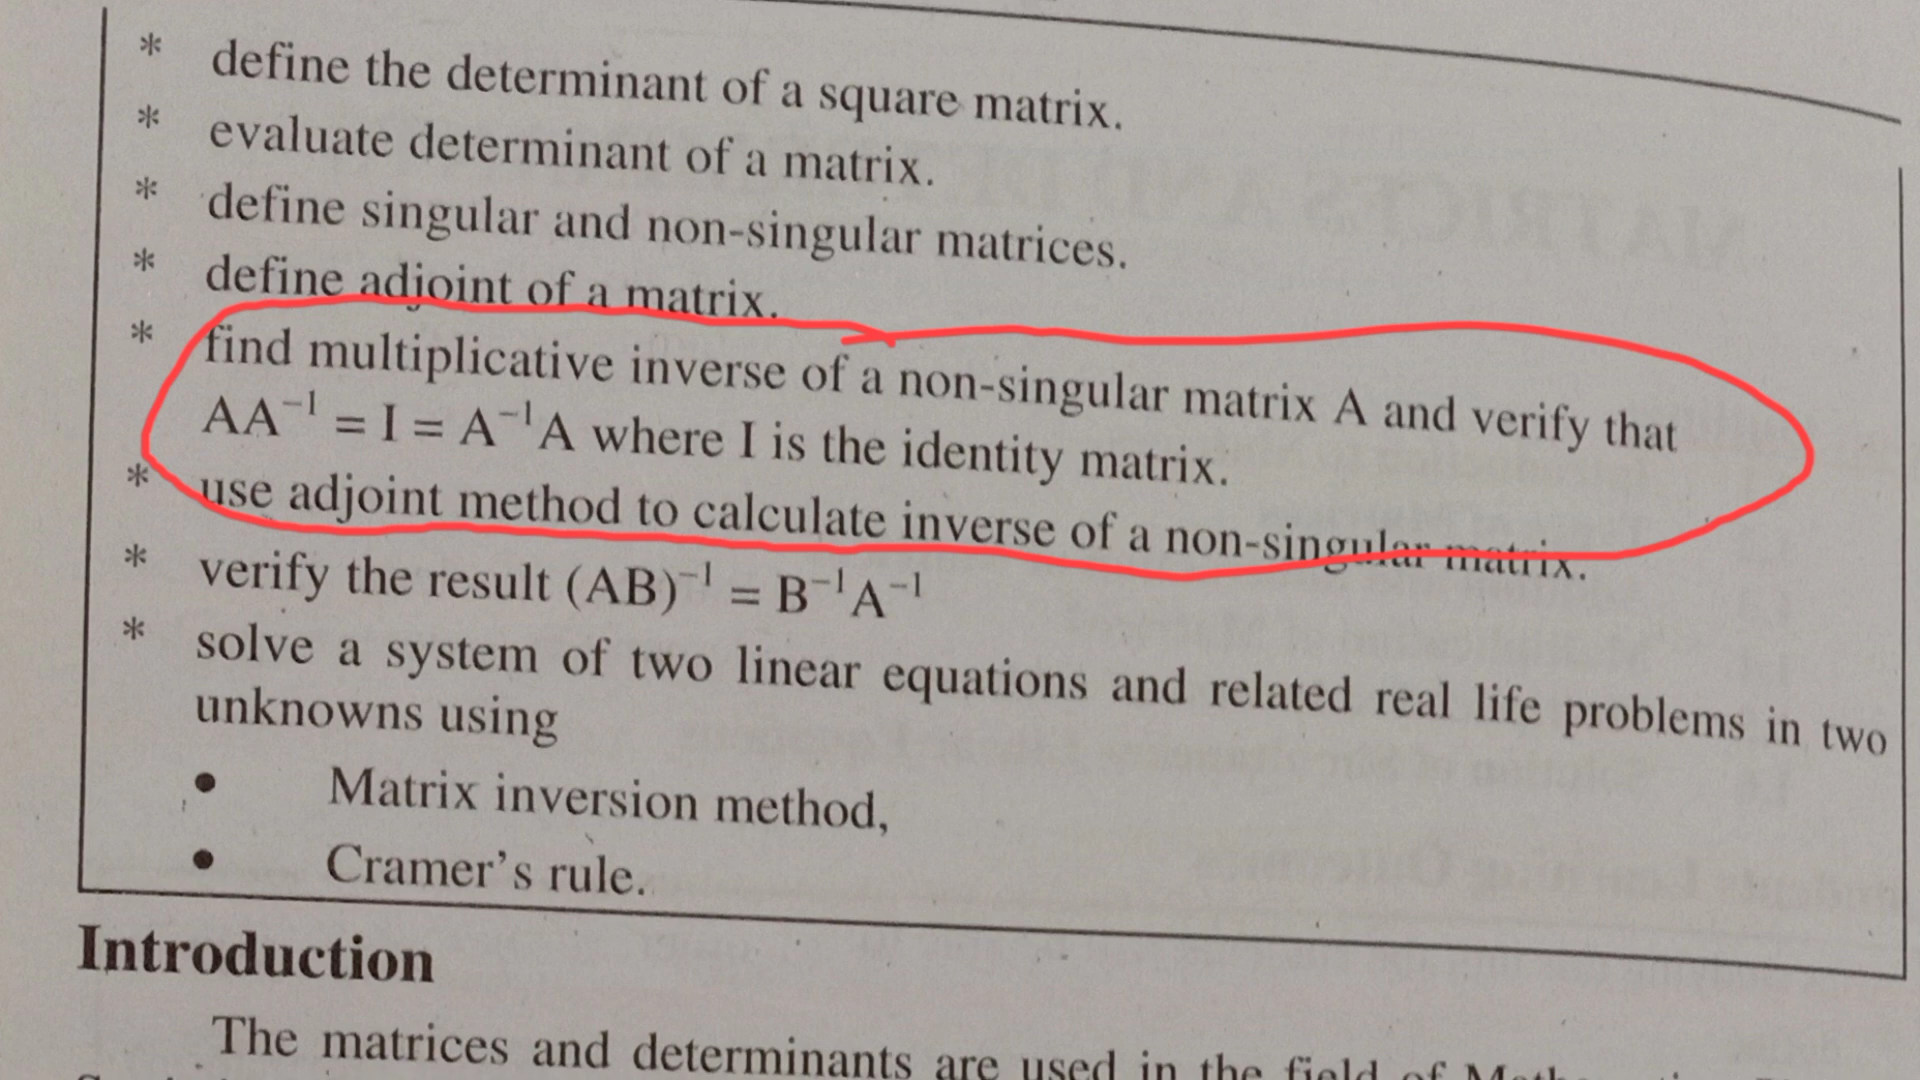 * define the determinant of a square matrix.
* evaluate determinant of a matrix.
* define singular and non-singular matrices.
* define adjoint of a matrix.
* find multiplicative inverse of a non-singular matrix A and verify that
AA⁻¹ = I = A⁻¹A where I is the identity matrix.
* use adjoint method to calculate inverse of a non-singular matrix.
* verify the result (AB)⁻¹ = B⁻¹A⁻¹
* solve a system of two linear equations and related real life problems in two
unknowns using
• Matrix inversion method,
• Cramer's rule.
Introduction
The matrices and determinants are used in the field of